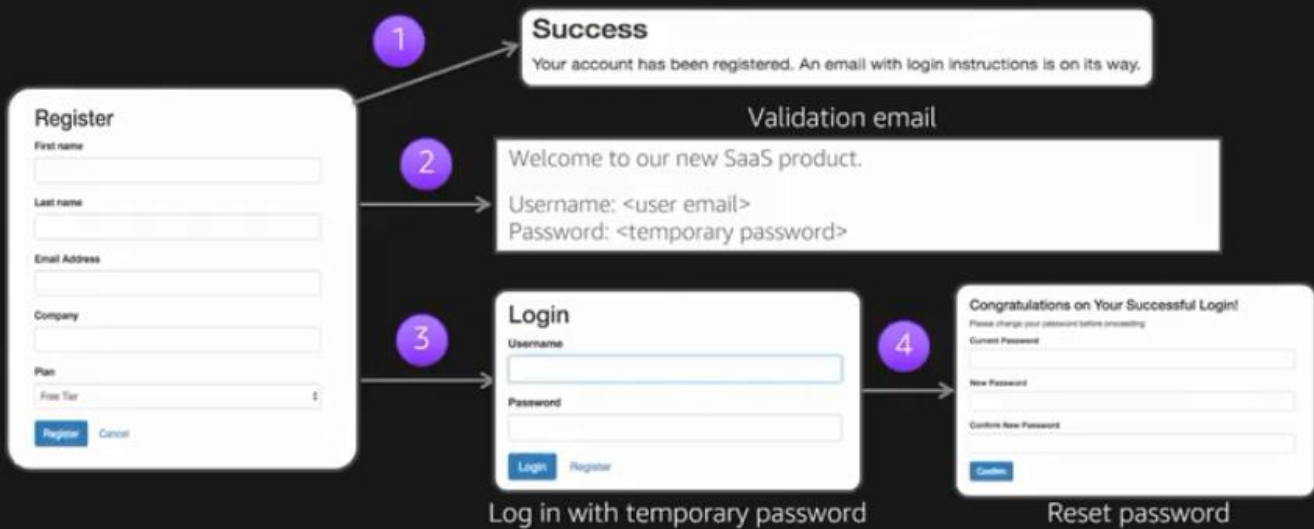 Register
First name
Last name
Email Address
Company
Plan
Free Tier
Register Cancel
1
Success
Your account has been registered. An email with login instructions is on its way.
2
Validation email
Welcome to our new SaaS product.
Username: <user email>
Password: <temporary password>
3
Login
Username
Password
Login Register
Log in with temporary password
4
Congratulations on Your Successful Login!
Please change your password before proceeding
Current Password
New Password
Confirm New Password
Confirm
Reset password